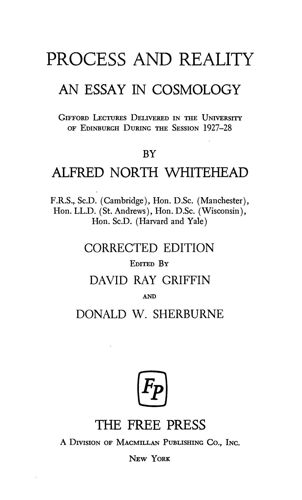 PROCESS AND REALITY
AN ESSAY IN COSMOLOGY
Gifford Lectures Delivered in the University
of Edinburgh During the Session 1927-28
BY
ALFRED NORTH WHITEHEAD
F.R.S., Sc.D. (Cambridge), Hon. D.Sc. (Manchester),
Hon. LL.D. (St. Andrews), Hon. D.Sc. (Wisconsin),
Hon. Sc.D. (Harvard and Yale)
CORRECTED EDITION
Edited By
DAVID RAY GRIFFIN
AND
DONALD W. SHERBURNE
FP
THE FREE PRESS
A Division of Macmillan Publishing Co., Inc.
New York